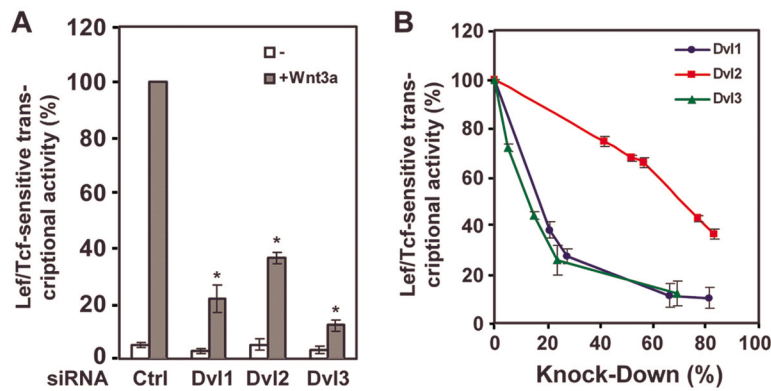 A
Lef/Tcf-sensitive trans-
criptional activity (%)
120
100
80
60
40
20
0
-
+Wnt3a
*
*
*
siRNA Ctrl Dvl1 Dvl2 Dvl3
B
Lef/Tcf-sensitive trans-
criptional activity (%)
120
100
80
60
40
20
0
Dvl1
Dvl2
Dvl3
0 20 40 60 80 100
Knock-Down (%)